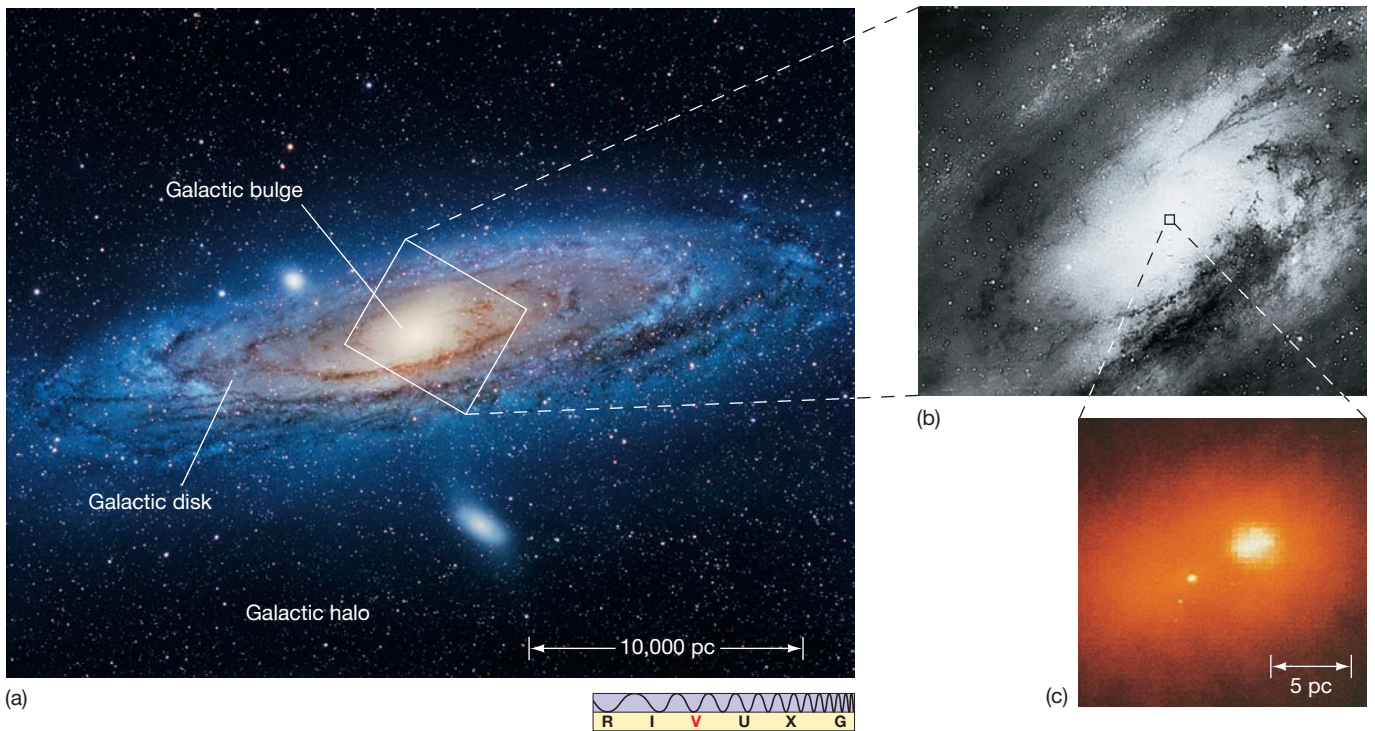 Galactic bulge
Galactic disk
Galactic halo
10,000 pc
(a)
R I V U X G
(b)
(c)
5 pc